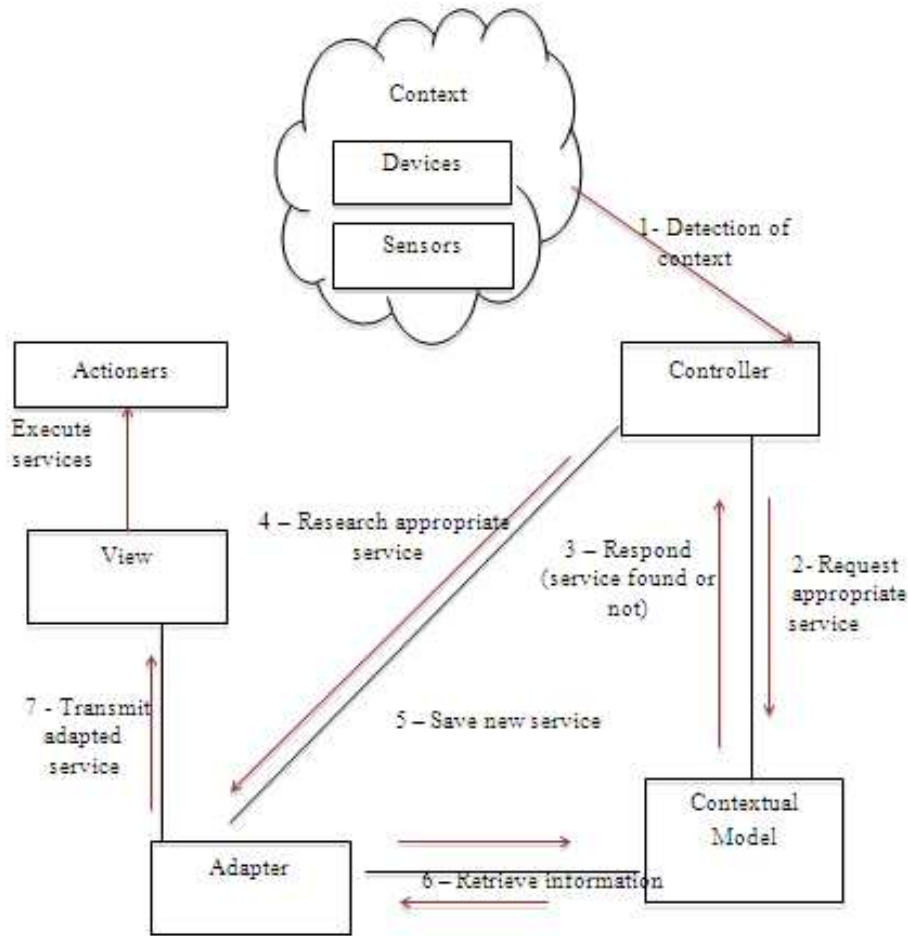 Context
Devices
Sensors
1- Detection of
context
Actioners
Controller
Execute
services
4 – Research appropriate
service
View
3 – Respond
(service found or
not)
2- Request
appropriate
service
7 - Transmit
adapted
service
5 – Save new service
Contextual
Model
Adapter
6 – Retrieve information